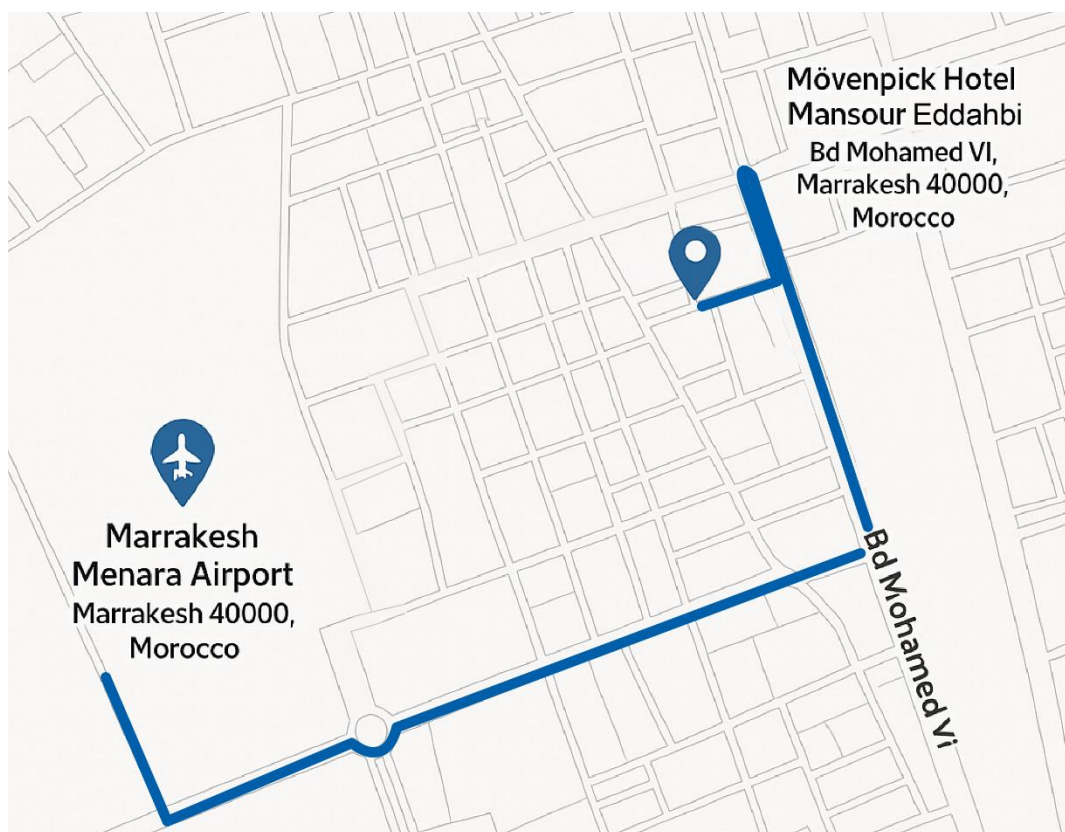 Mövenpick Hotel
Mansour Eddahbi
Bd Mohamed VI,
Marrakesh 40000,
Morocco
Marrakesh
Menara Airport
Marrakesh 40000,
Morocco
Bd Mohamed Vi